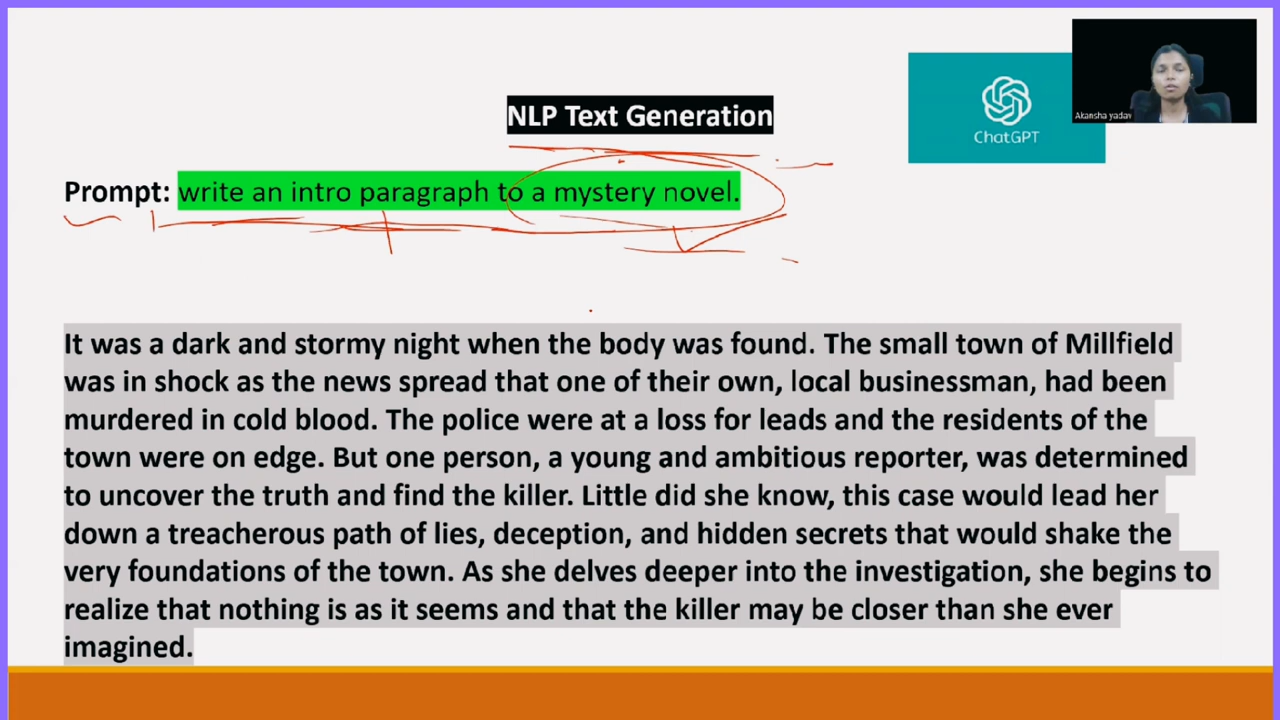 NLP Text Generation
ChatGPT
Akansha yadav
Prompt: write an intro paragraph to a mystery novel.
It was a dark and stormy night when the body was found. The small town of Millfield
was in shock as the news spread that one of their own, local businessman, had been
murdered in cold blood. The police were at a loss for leads and the residents of the
town were on edge. But one person, a young and ambitious reporter, was determined
to uncover the truth and find the killer. Little did she know, this case would lead her
down a treacherous path of lies, deception, and hidden secrets that would shake the
very foundations of the town. As she delves deeper into the investigation, she begins to
realize that nothing is as it seems and that the killer may be closer than she ever
imagined.